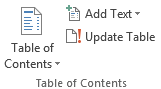 Table of
Contents
Add Text
Update Table
Table of Contents